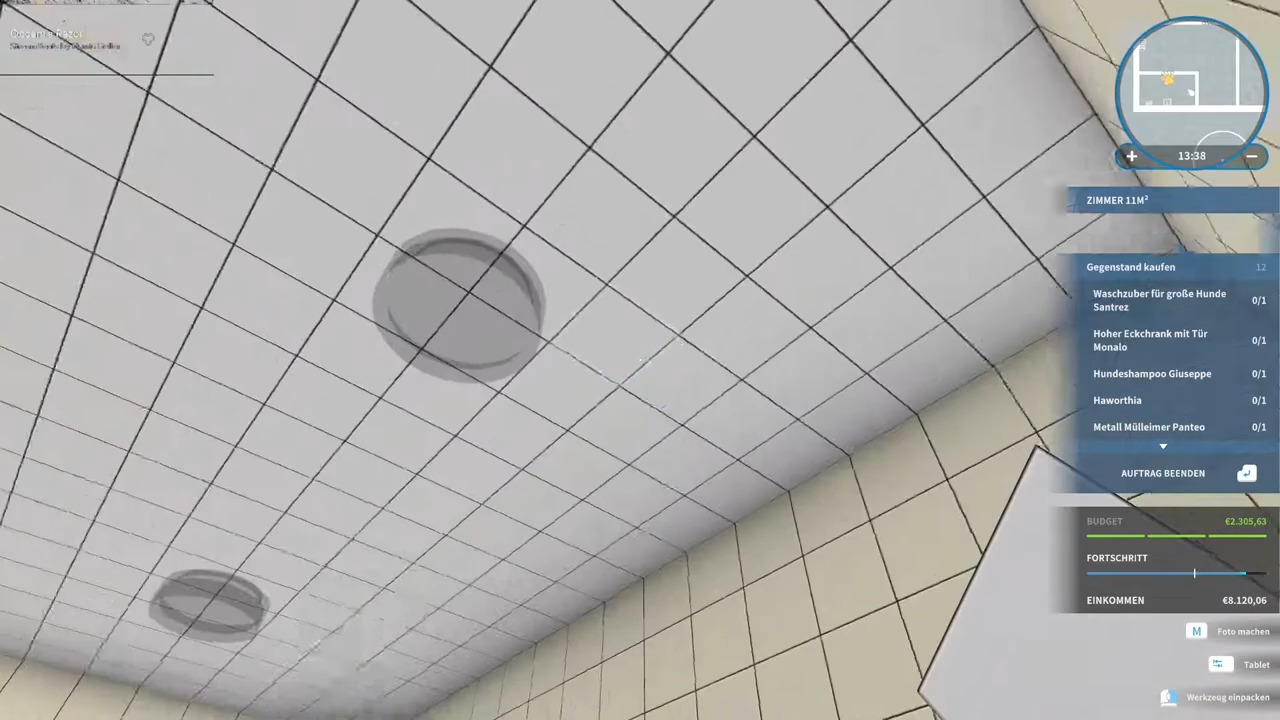 Occam's Razor
13:38
ZIMMER 11M²
Gegenstand kaufen 12
Waschzuber für große Hunde
Santrez 0/1
Hoher Eckchrank mit Tür
Monalo 0/1
Hundeshampoo Giuseppe 0/1
Haworthia 0/1
Metall Mülleimer Panteo 0/1
AUFTRAG BEENDEN
BUDGET €2.305,63
FORTSCHRITT
EINKOMMEN €8.120,06
M Foto machen
Tablet
Werkzeug einpacken